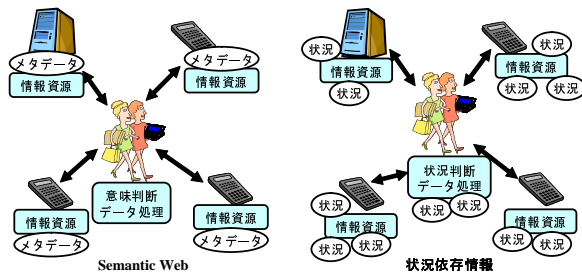 メタデータ
情報資源
メタデータ
情報資源
意味判断
データ処理
情報資源
メタデータ
情報資源
メタデータ
Semantic Web
状況
情報資源
状況
状況
情報資源
状況
状況
状況判断
データ処理
状況
状況
状況
情報資源
状況
状況
情報資源
状況
状況
状況依存情報